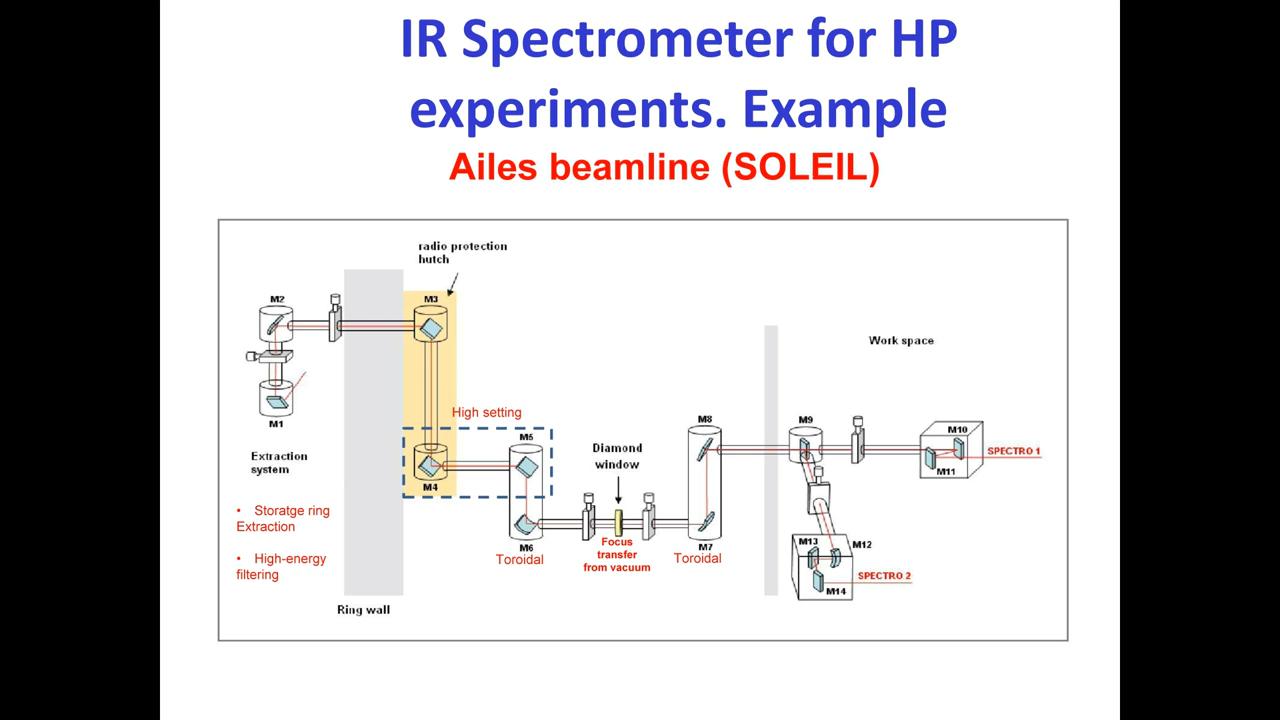 IR Spectrometer for HP
experiments. Example
Ailes beamline (SOLEIL)
radio protection
hutch
M2
M3
Work space
M1
High setting
M8
M9
M10
M5
Diamond
window
Extraction
system
SPECTRO 1
M11
M4
• Storatge ring
Extraction
M6
Toroidal
Focus
transfer
from vacuum
M7
Toroidal
M13
M12
• High-energy
filtering
SPECTRO 2
M14
Ring wall